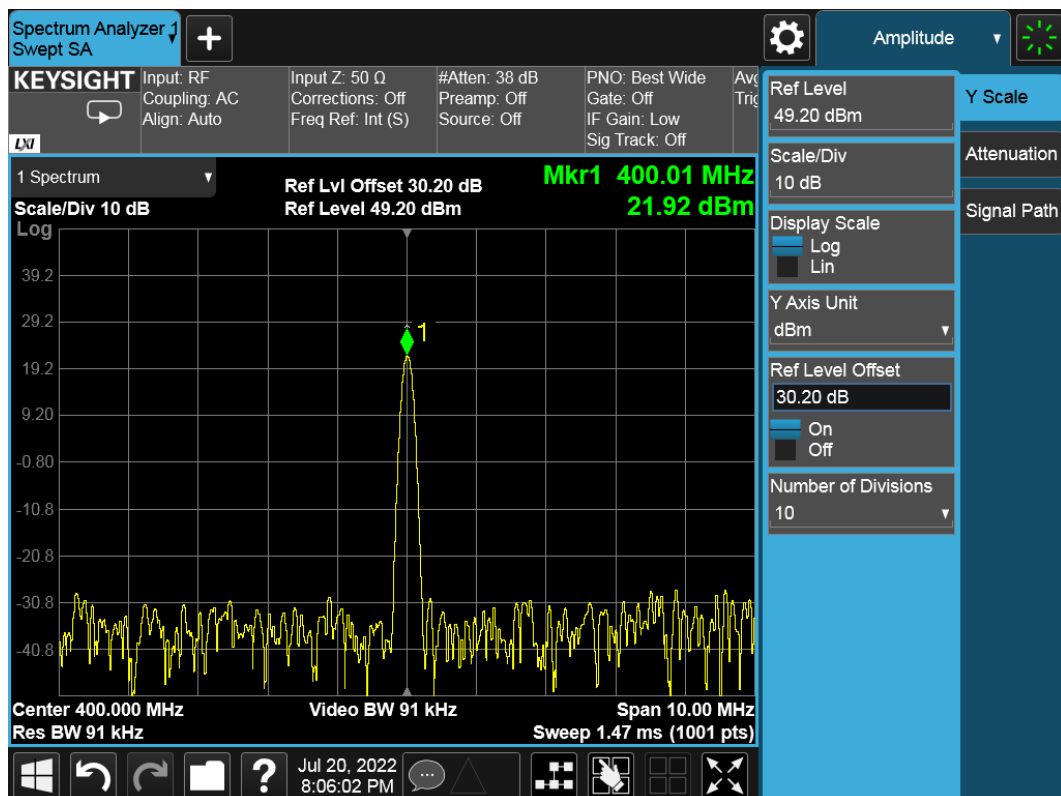 Spectrum Analyzer 1
Swept SA
Amplitude
KEYSIGHT
LXI
Input: RF
Coupling: AC
Align: Auto
Input Z: 50 Ω
Corrections: Off
Freq Ref: Int (S)
#Atten: 38 dB
Preamp: Off
Source: Off
PNO: Best Wide
Gate: Off
IF Gain: Low
Sig Track: Off
1 Spectrum
Scale/Div 10 dB
Ref Lvl Offset 30.20 dB
Ref Level 49.20 dBm
Mkr1 400.01 MHz
21.92 dBm
Log
39.2
29.2
19.2
9.20
-0.80
-10.8
-20.8
-30.8
-40.8
1
Center 400.000 MHz
Video BW 91 kHz
Span 10.00 MHz
Res BW 91 kHz
Sweep 1.47 ms (1001 pts)
Ref Level
49.20 dBm
Scale/Div
10 dB
Display Scale
Log
Lin
Y Axis Unit
dBm
Ref Level Offset
30.20 dB
On
Off
Number of Divisions
10
Y Scale
Attenuation
Signal Path
Jul 20, 2022
8:06:02 PM